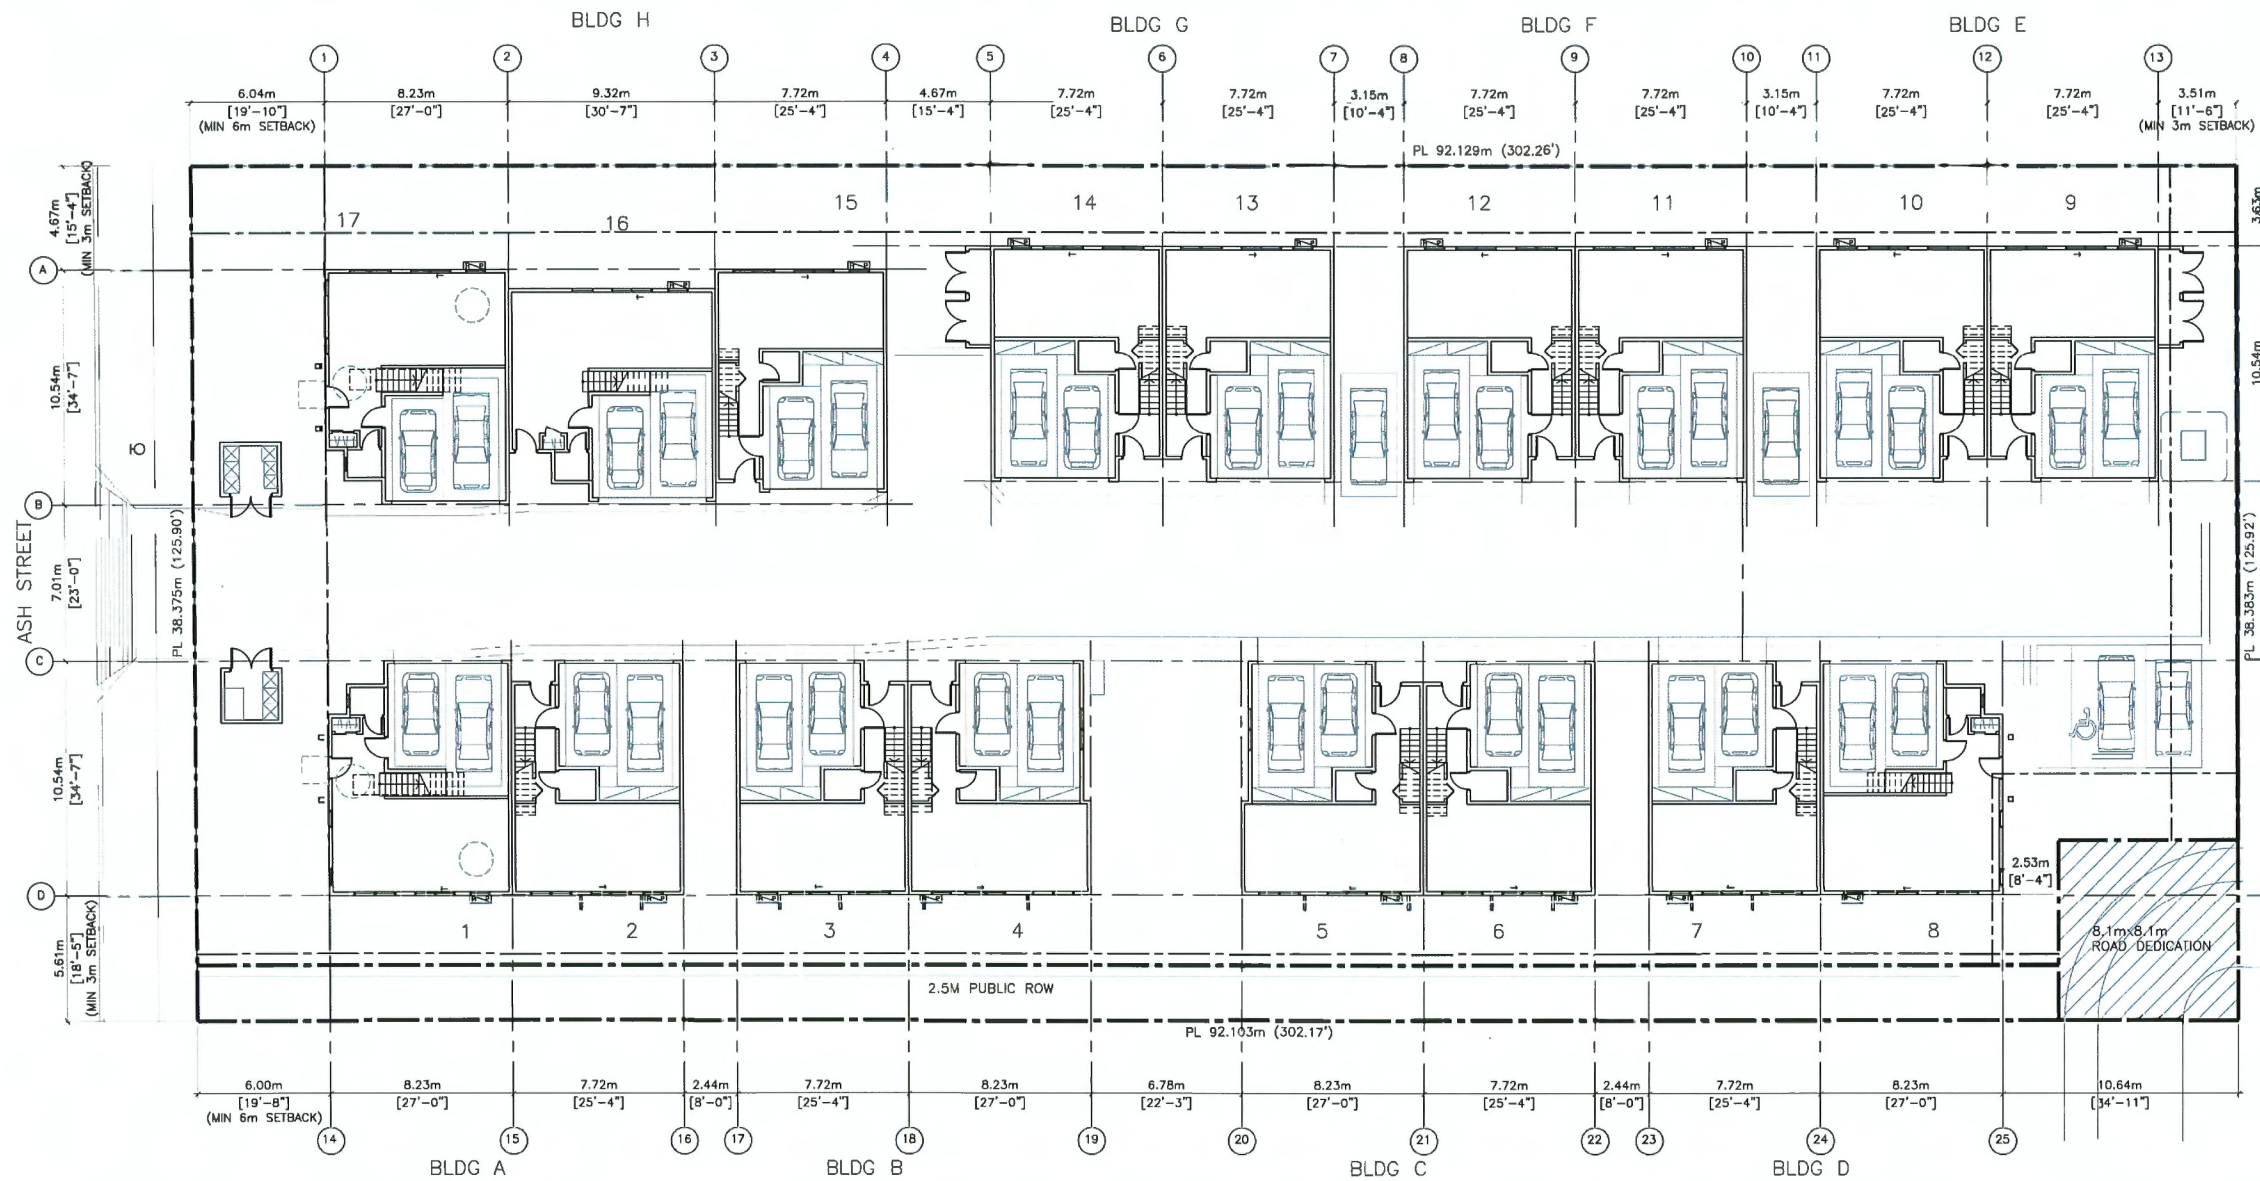 BLDG H
BLDG G
BLDG F
BLDG E
1
2
3
4
5
6
7
8
9
10
11
12
13
6.04m
[19'-10"]
(MIN 6m SETBACK)
8.23m
[27'-0"]
9.32m
[30'-7"]
7.72m
[25'-4"]
4.67m
[15'-4"]
7.72m
[25'-4"]
7.72m
[25'-4"]
3.15m
[10'-4"]
7.72m
[25'-4"]
7.72m
[25'-4"]
3.15m
[10'-4"]
7.72m
[25'-4"]
7.72m
[25'-4"]
3.51m
[11'-6"]
(MIN 3m SETBACK)
PL 92.129m (302.26')
4.67m
[15'-4"]
(MIN 3m SETBACK)
3.63m
17
16
15
14
13
12
11
10
9
A
10.54m
[34'-7"]
10.54m
B
ASH STREET
7.01m
[23'-0"]
PL 38.375m (125.90')
PL 38.383m (125.92')
C
10.54m
[34'-7"]
D
5.61m
[18'-5"]
(MIN 3m SETBACK)
2.53m
[8'-4"]
1
2
3
4
5
6
7
8
8.1m x 8.1m
ROAD DEDICATION
2.5M PUBLIC ROW
PL 92.103m (302.17')
6.00m
[19'-8"]
(MIN 6m SETBACK)
8.23m
[27'-0"]
7.72m
[25'-4"]
2.44m
[8'-0"]
7.72m
[25'-4"]
8.23m
[27'-0"]
6.78m
[22'-3"]
8.23m
[27'-0"]
7.72m
[25'-4"]
2.44m
[8'-0"]
7.72m
[25'-4"]
8.23m
[27'-0"]
10.64m
[34'-11"]
14
15
16
17
18
19
20
21
22
23
24
25
BLDG A
BLDG B
BLDG C
BLDG D